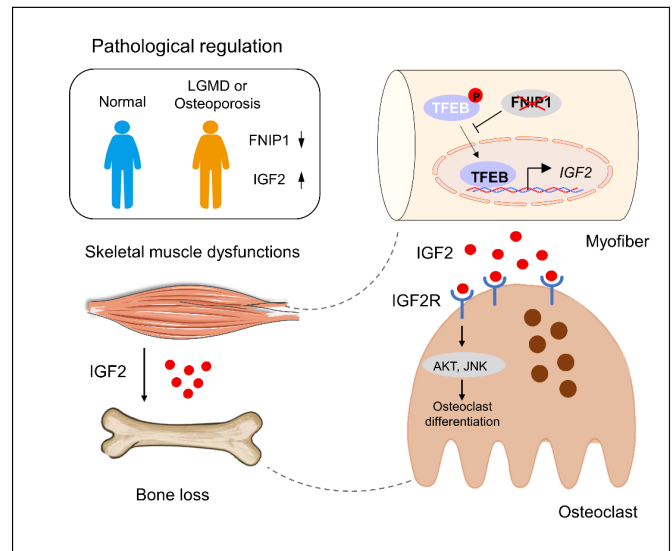 Pathological regulation
Normal
LGMD or
Osteoporosis
FNIP1
IGF2
Skeletal muscle dysfunctions
IGF2
Bone loss
TFEB
P
FNIP1
TFEB
IGF2
Myofiber
IGF2
IGF2R
AKT, JNK
Osteoclast
differentiation
Osteoclast